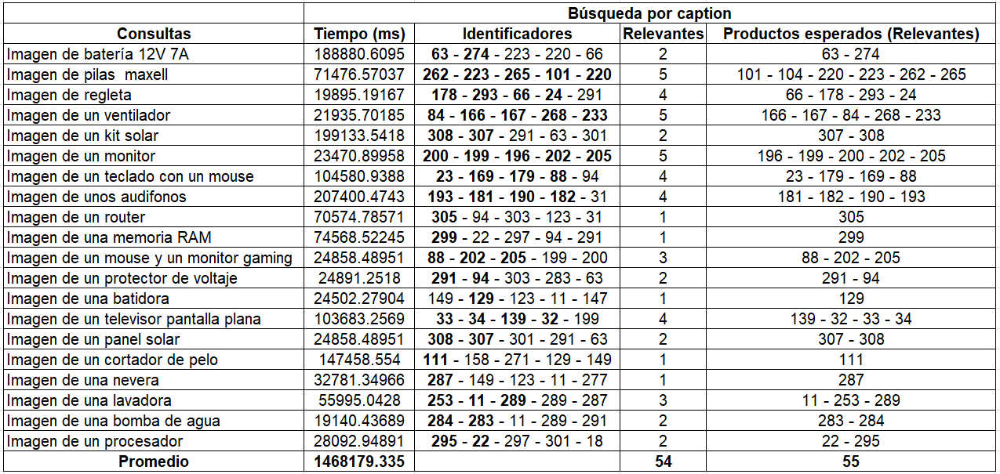 Búsqueda por caption
Consultas Tiempo (ms) Identificadores Relevantes Productos esperados (Relevantes)
Imagen de batería 12V 7A 188880.6095 63 - 274 - 223 - 220 - 66 2 63 - 274
Imagen de pilas  maxell 71476.57037 262 - 223 - 265 - 101 - 220 5 101 - 104 - 220 - 223 - 262 - 265
Imagen de regleta 19895.19167 178 - 293 - 66 - 24 - 291 4 66 - 178 - 293 - 24
Imagen de un ventilador 21935.70185 84 - 166 - 167 - 268 - 233 5 166 - 167 - 84 - 268 - 233
Imagen de un kit solar 199133.5418 308 - 307 - 291 - 63 - 301 2 307 - 308
Imagen de un monitor 23470.89958 200 - 199 - 196 - 202 - 205 5 196 - 199 - 200 - 202 - 205
Imagen de un teclado con un mouse 104580.9388 23 - 169 - 179 - 88 - 94 4 23 - 179 - 169 - 88
Imagen de unos audifonos 207400.4743 193 - 181 - 190 - 182 - 31 4 181 - 182 - 190 - 193
Imagen de un router 70574.78571 305 - 94 - 303 - 123 - 31 1 305
Imagen de una memoria RAM 74568.52245 299 - 22 - 297 - 94 - 291 1 299
Imagen de un mouse y un monitor gaming 24858.48951 88 - 202 - 205 - 199 - 200 3 88 - 202 - 205
Imagen de un protector de voltaje 24891.2518 291 - 94 - 303 - 283 - 63 2 291 - 94
Imagen de una batidora 24502.27904 149 - 129 - 123 - 11 - 147 1 129
Imagen de un televisor pantalla plana 103683.2569 33 - 34 - 139 - 32 - 199 4 139 - 32 - 33 - 34
Imagen de un panel solar 24858.48951 308 - 307 - 301 - 291 - 63 2 307 - 308
Imagen de un cortador de pelo 147458.554 111 - 158 - 271 - 129 - 149 1 111
Imagen de una nevera 32781.34966 287 - 149 - 123 - 11 - 277 1 287
Imagen de una lavadora 55995.0428 253 - 11 - 289 - 289 - 287 3 11 - 253 - 289
Imagen de una bomba de agua 19140.43689 284 - 283 - 11 - 289 - 291 2 283 - 284
Imagen de un procesador 28092.94891 295 - 22 - 297 - 301 - 18 2 22 - 295
Promedio 1468179.335 54 55